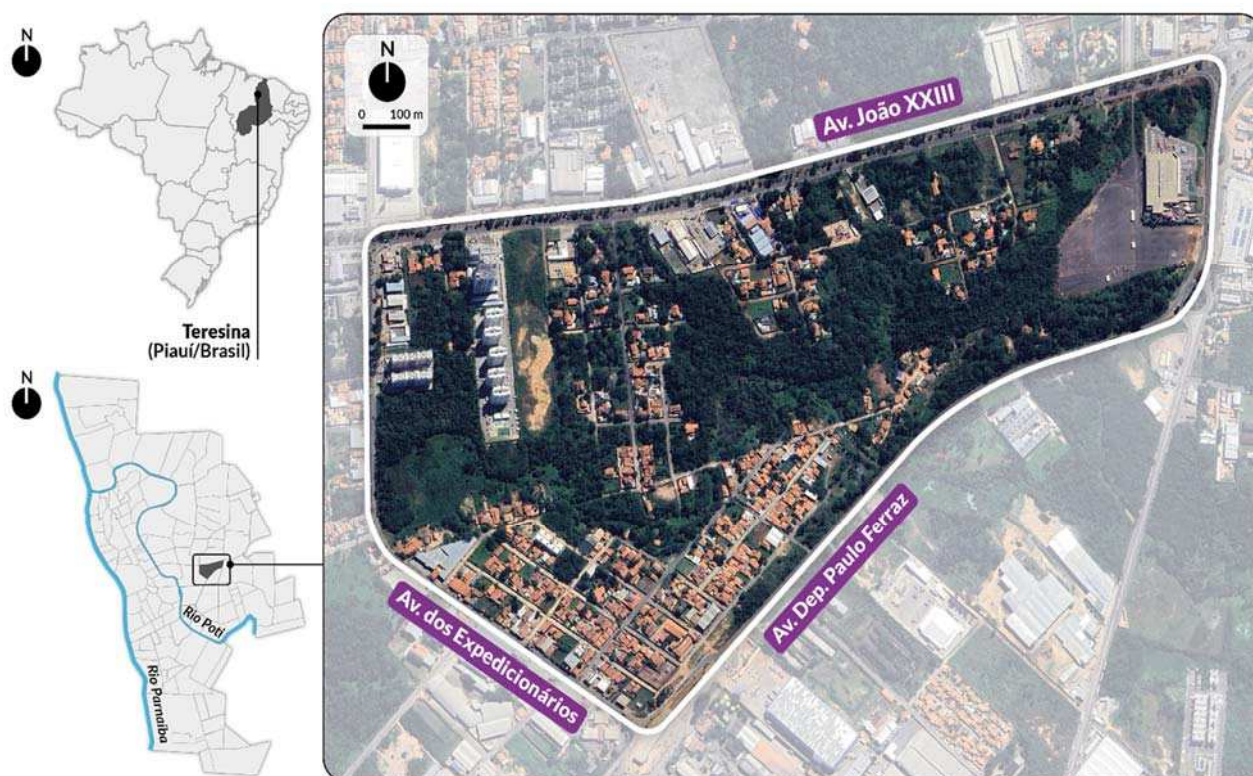 N
Teresina
(Piauí/Brasil)
N
Rio Poti
Rio Parnaíba
N
0 100 m
Av. João XXIII
Av. dos Expedicionários
Av. Dep. Paulo Ferraz